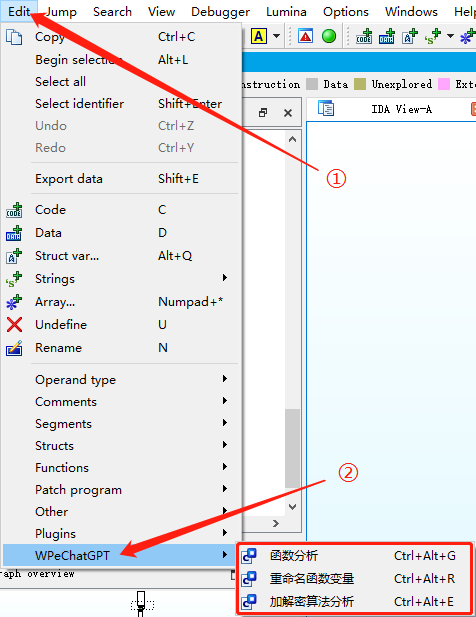 Edit Jump Search View Debugger Lumina Options Windows Help
Copy Ctrl+C
Begin selection Alt+L
Select all
Select identifier Shift+Enter
Undo Ctrl+Z
Redo Ctrl+Y
Export data Shift+E
Code C
Data D
Struct var... Alt+Q
Strings
Array... Numpad+*
Undefine U
Rename N
Operand type
Comments
Segments
Structs
Functions
Patch program
Other
Plugins
WPeChatGPT
函数分析 Ctrl+Alt+G
重命名函数变量 Ctrl+Alt+R
加解密算法分析 Ctrl+Alt+E
A
nstruction Data Unexplored Exte
IDA View-A
①
②
raph overview